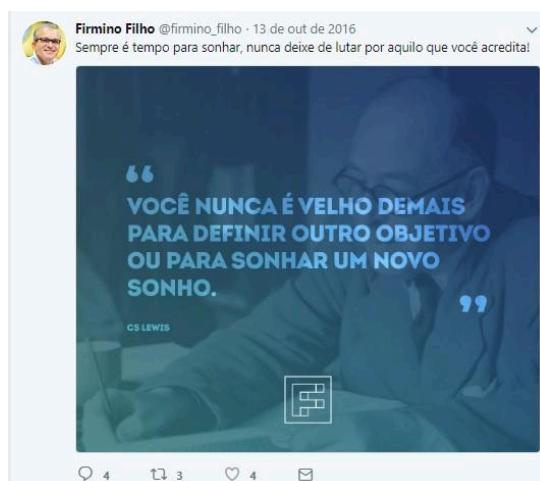 Firmino Filho @firmino_filho · 13 de out de 2016
Sempre é tempo para sonhar, nunca deixe de lutar por aquilo que você acredita!
“
VOCÊ NUNCA É VELHO DEMAIS
PARA DEFINIR OUTRO OBJETIVO
OU PARA SONHAR UM NOVO
SONHO.
”
CS LEWIS
F
4 3 4